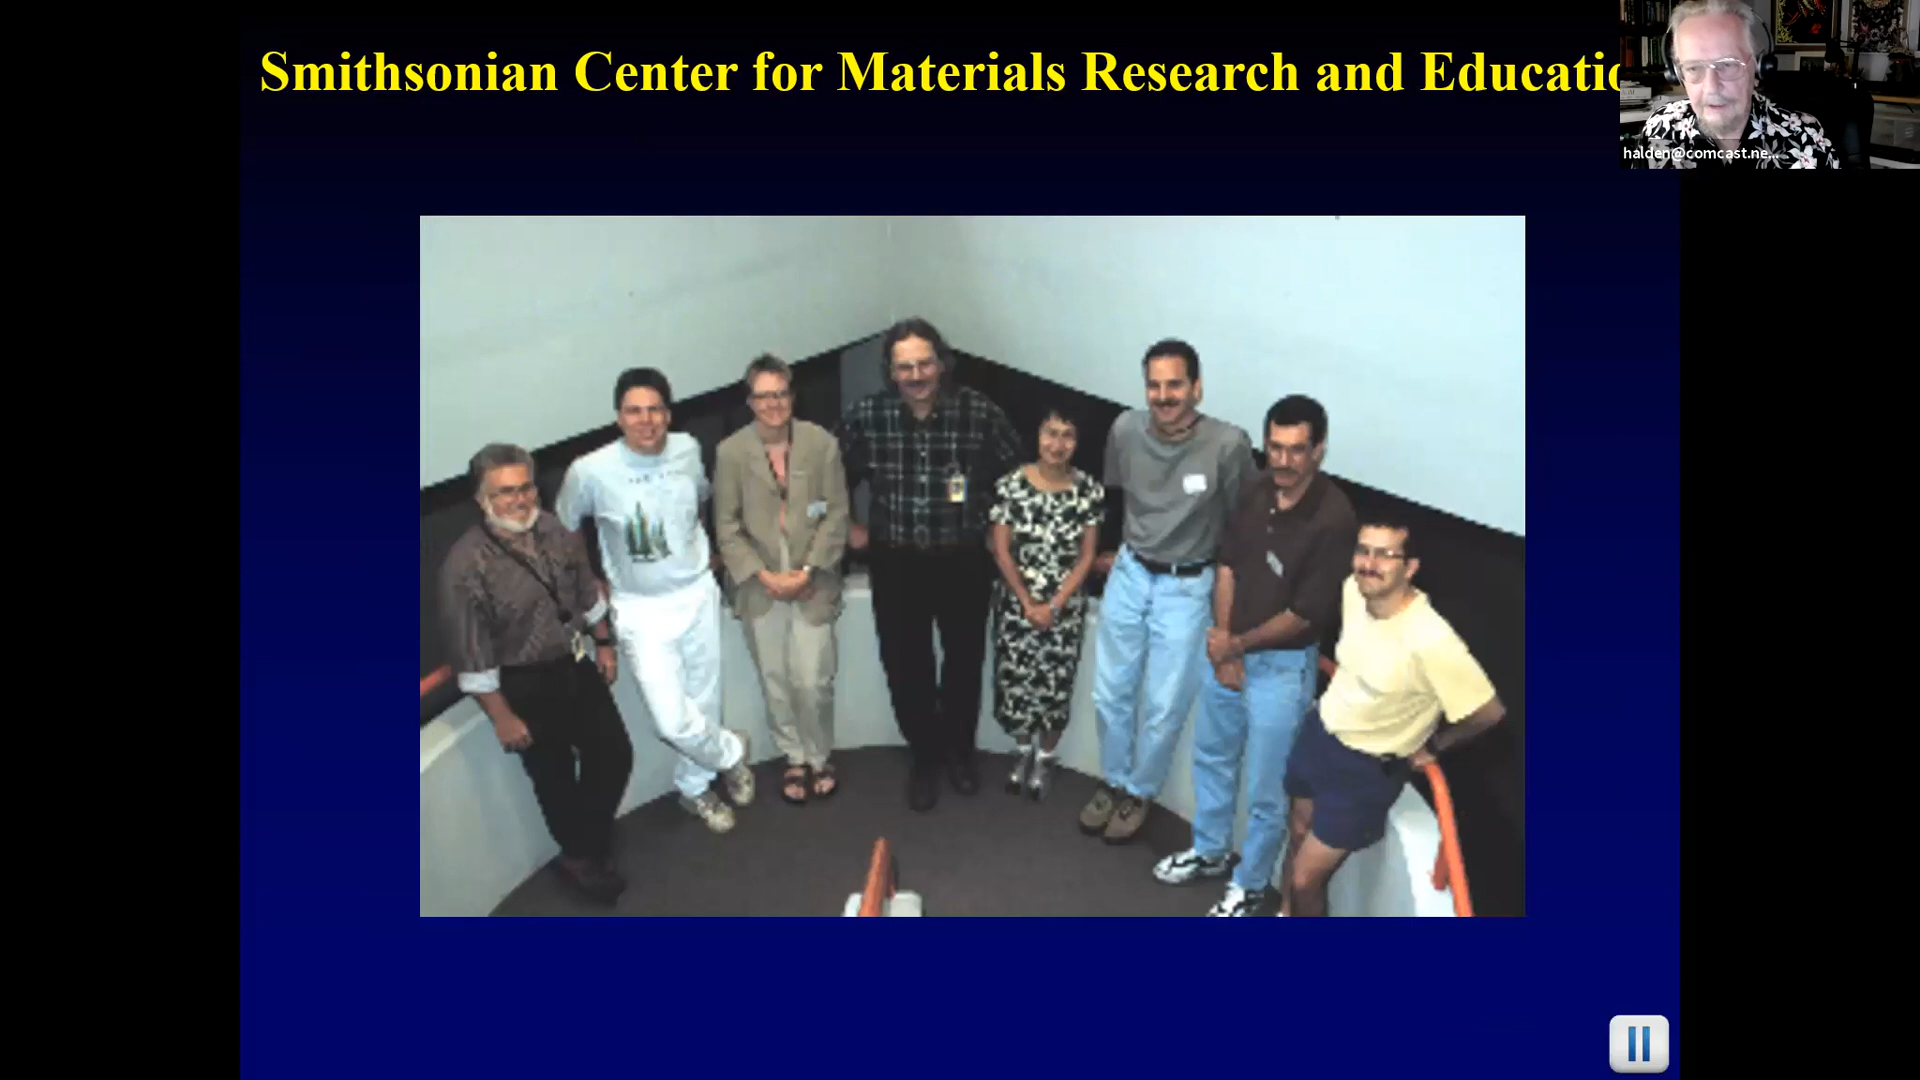 Smithsonian Center for Materials Research and Educatio
halden@comcast.ne...